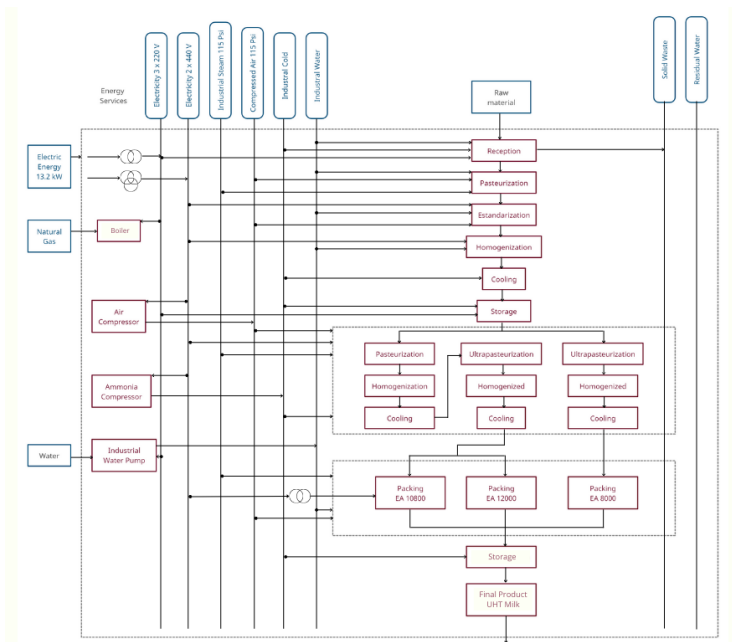 Energy
Services
Electricity 3 x 220 V
Electricity 2 x 440 V
Industrial Steam 115 Psi
Compressed Air 115 Psi
Industral Cold
Industrial Water
Raw
material
Solid Waste
Residual Water
Electric
Energy
13.2 kW
Reception
Pasteurization
Estandarization
Natural
Gas
Boiler
Homogenization
Cooling
Storage
Air
Compressor
Pasteurization
Ultrapasteurization
Ultrapasteurization
Homogenization
Homogenized
Homogenized
Ammonia
Compressor
Cooling
Cooling
Cooling
Water
Industrial
Water Pump
Packing
EA 10800
Packing
EA 12000
Packing
EA 8000
Storage
Final Product
UHT Milk